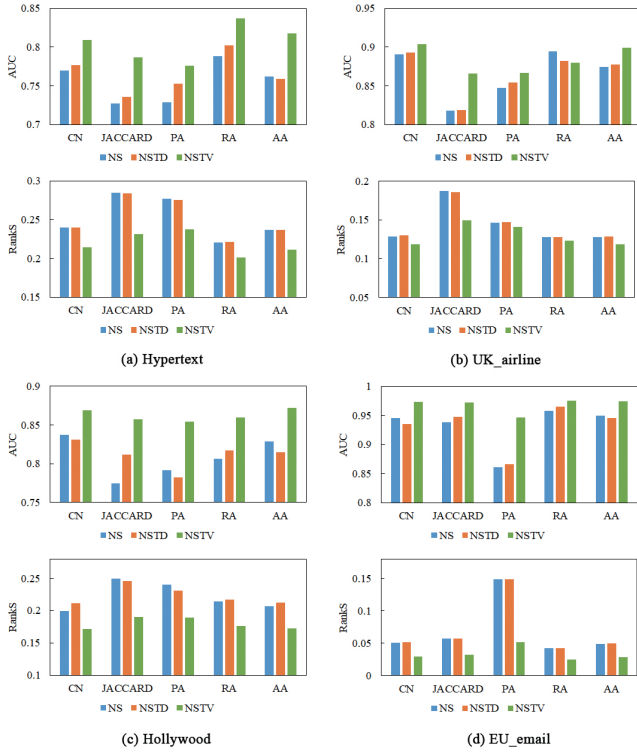 0.9
0.85
0.8
0.75
0.7
AUC
CN JACCARD PA RA AA
NS NSTD NSTV
0.3
0.25
0.2
0.15
RankS
CN JACCARD PA RA AA
NS NSTD NSTV
(a) Hypertext
0.95
0.9
0.85
0.8
AUC
CN JACCARD PA RA AA
NS NSTD NSTV
0.2
0.15
0.1
0.05
RankS
CN JACCARD PA RA AA
NS NSTD NSTV
(b) UK_airline
0.9
0.85
0.8
0.75
AUC
CN JACCARD PA RA AA
NS NSTD NSTV
0.25
0.2
0.15
0.1
RankS
CN JACCARD PA RA AA
NS NSTD NSTV
(c) Hollywood
1
0.95
0.9
0.85
0.8
AUC
CN JACCARD PA RA AA
NS NSTD NSTV
0.15
0.1
0.05
0
RankS
CN JACCARD PA RA AA
NS NSTD NSTV
(d) EU_email